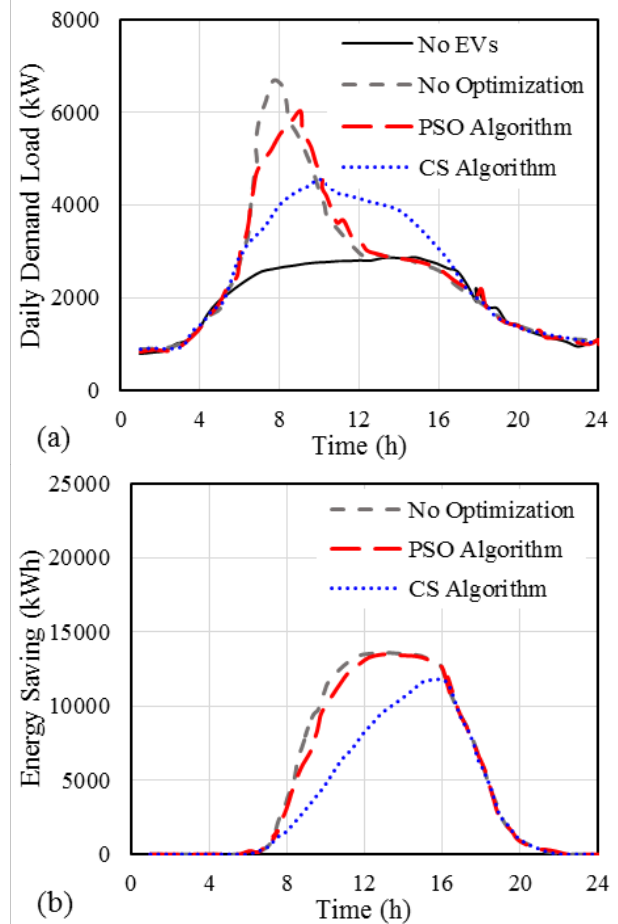 8000
6000
4000
2000
0
Daily Demand Load (kW)
No EVs
No Optimization
PSO Algorithm
CS Algorithm
0 4 8 12 16 20 24
(a)
Time (h)
25000
20000
15000
10000
5000
0
Energy Saving (kWh)
No Optimization
PSO Algorithm
CS Algorithm
0 4 8 12 16 20 24
(b)
Time (h)